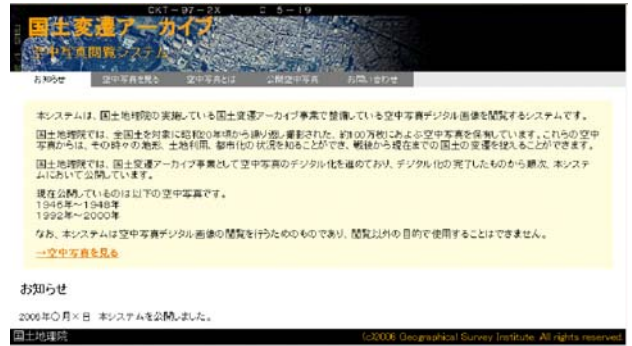 CKT-97-2X C 5-19
国土変遷アーカイブ
空中写真閲覧システム
お知らせ 空中写真を見る 空中写真とは 公開空中写真 お問い合わせ
本システムは、国土地理院の実施している国土変遷アーカイブ事業で整備している空中写真デジタル画像を閲覧するシステムです。
国土地理院では、全国土を対象に昭和20年頃から繰り返し撮影された、約100万枚におよぶ空中写真を保有しています。これらの空中
写真からは、その時々の地形、土地利用、都市化の状況を知ることができ、戦後から現在までの国土の変遷を捉えることができます。
国土地理院では、国土変遷アーカイブ事業として空中写真のデジタル化を進めており、デジタル化の完了したものから順次、本システ
ムにおいて公開しています。
現在公開しているのは以下の空中写真です。
1946年～1948年
1992年～2000年
なお、本システムは空中写真デジタル画像の閲覧を行うためのものであり、閲覧以外の目的で使用することはできません。
→空中写真を見る
お知らせ
2006年〇月×日 本システムを公開しました。
国土地理院 (c)2006 Geographical Survey Institute. All rights reserved.